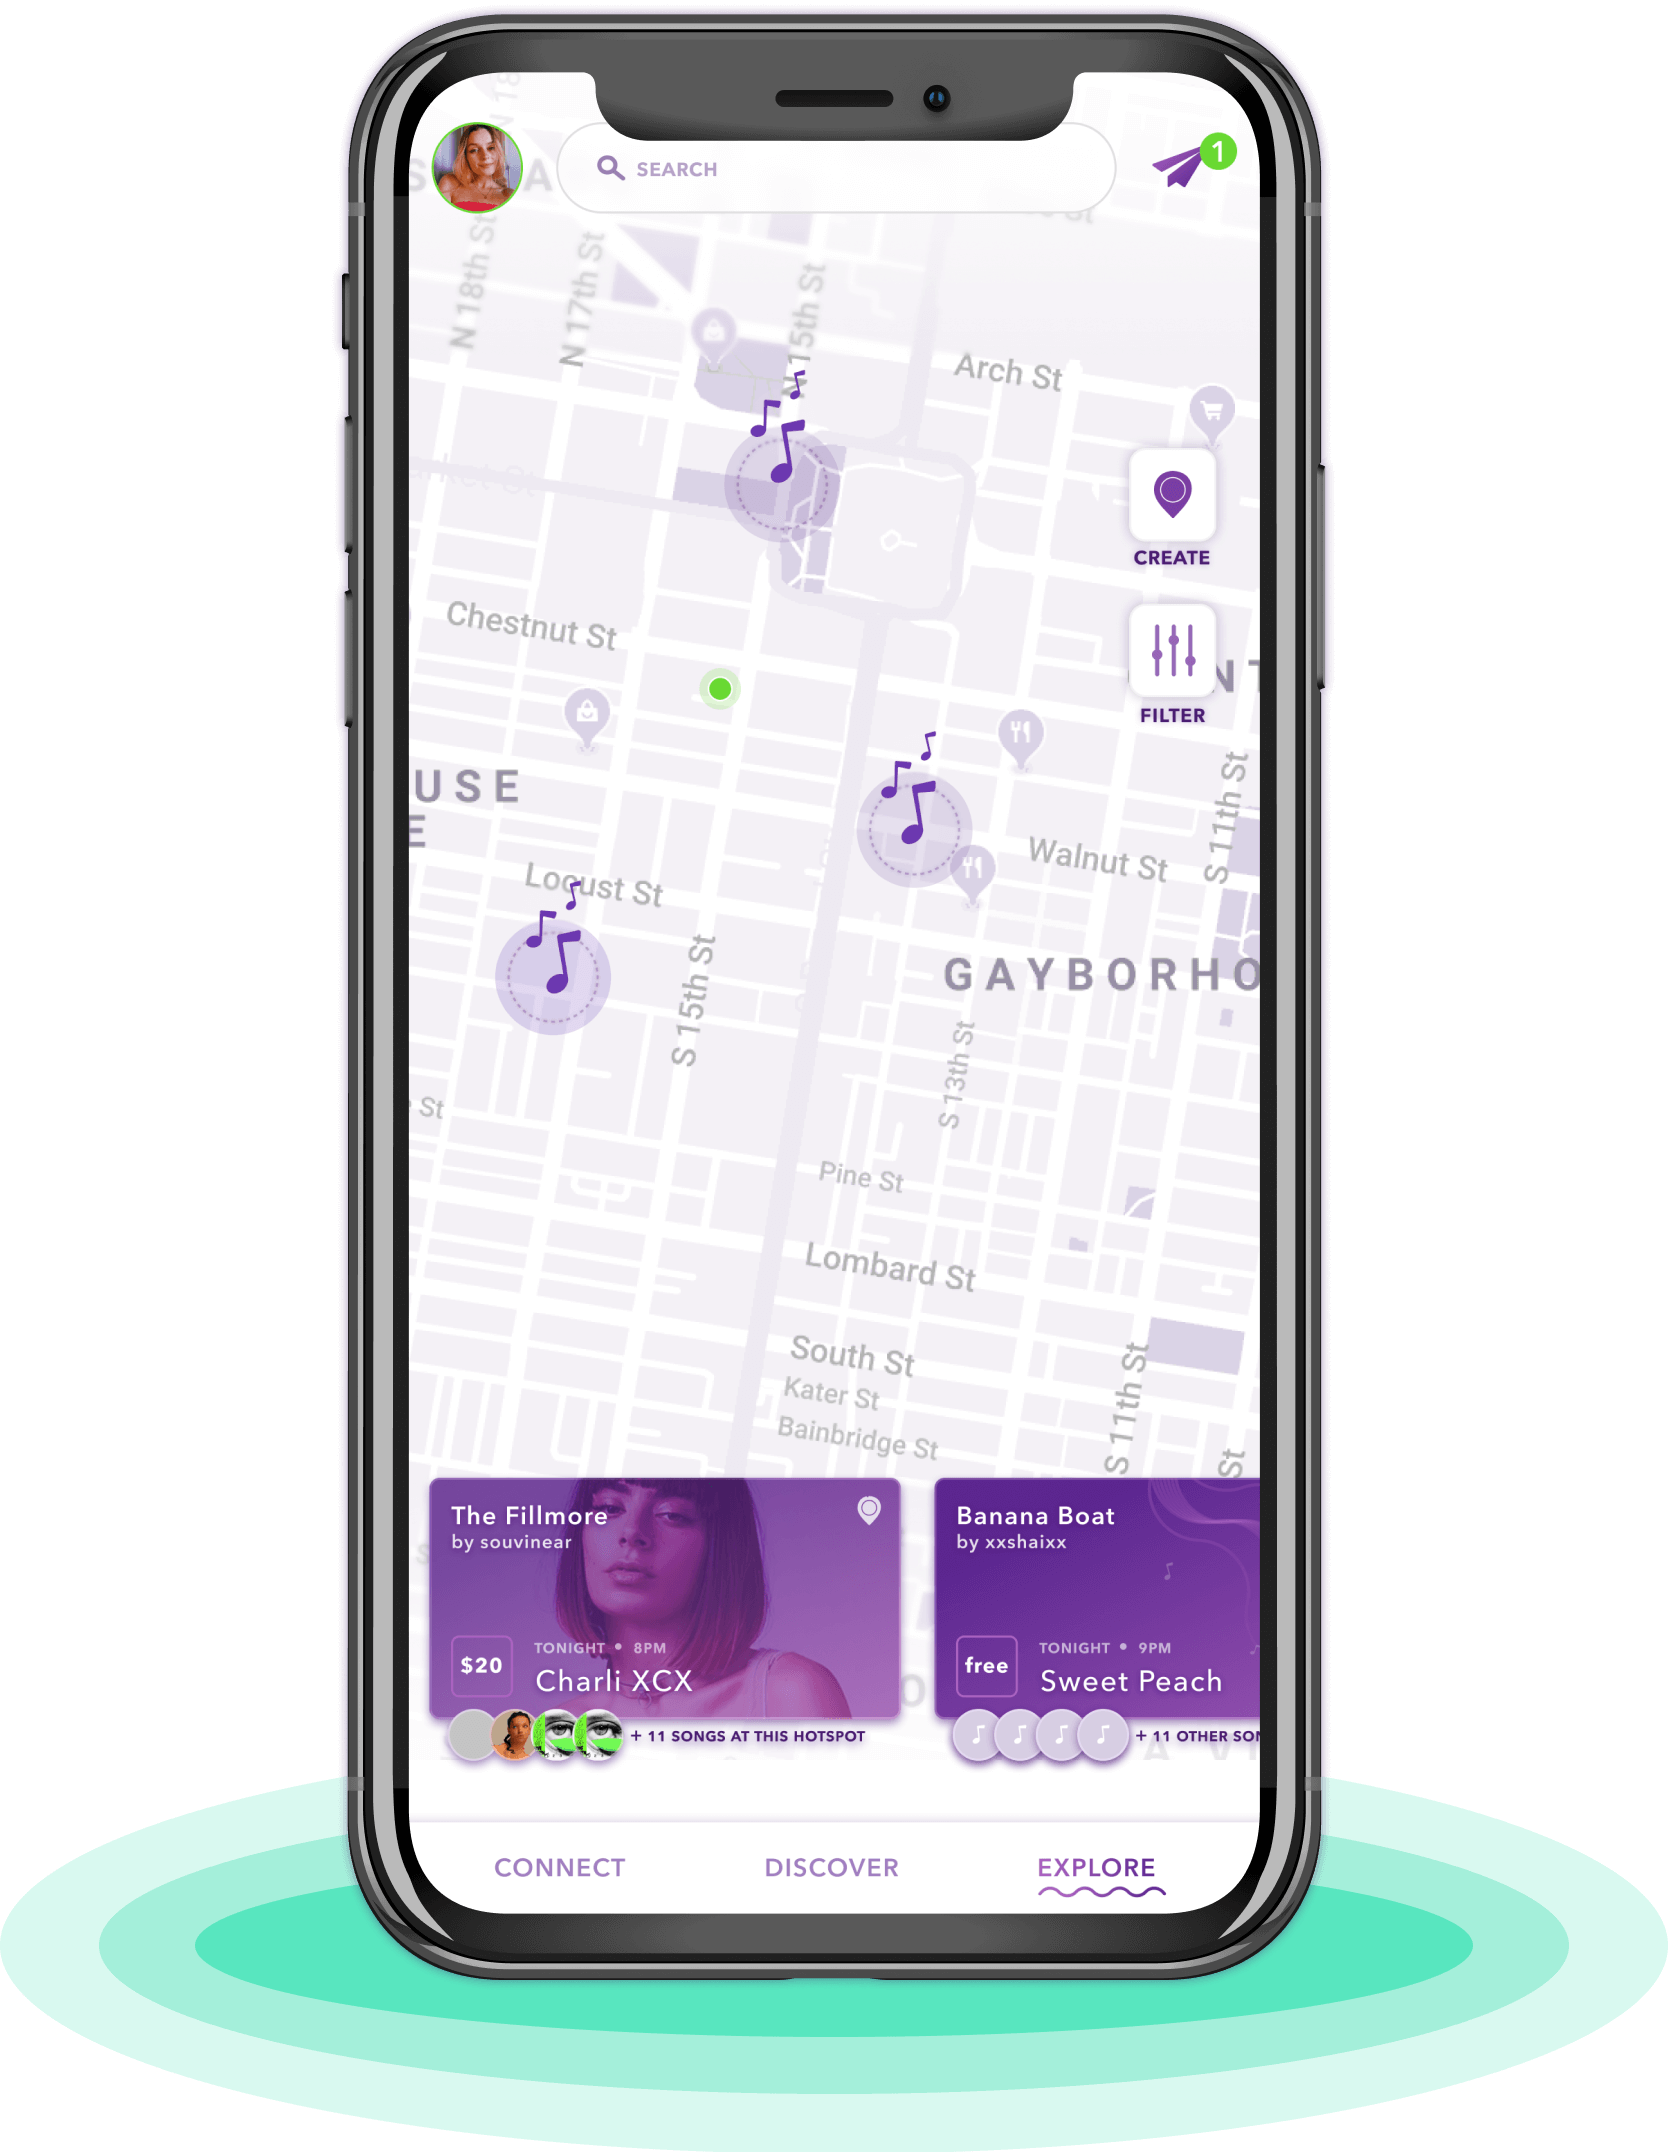 SEARCH
1
N 18th St
N 17th St
N 15th St
Arch St
CREATE
Chestnut St
FILTER
USE
E
S 11th St
Walnut St
Locust St
GAYBORHO
S 15th St
S 13th St
St
Pine St
Lombard St
South St
Kater St
Bainbridge St
S 11th St
St
The Fillmore
by souvinear
$20
TONIGHT • 8PM
Charli XCX
+ 11 SONGS AT THIS HOTSPOT
Banana Boat
by xxshaixx
free
TONIGHT • 9PM
Sweet Peach
+ 11 OTHER SON
CONNECT
DISCOVER
EXPLORE